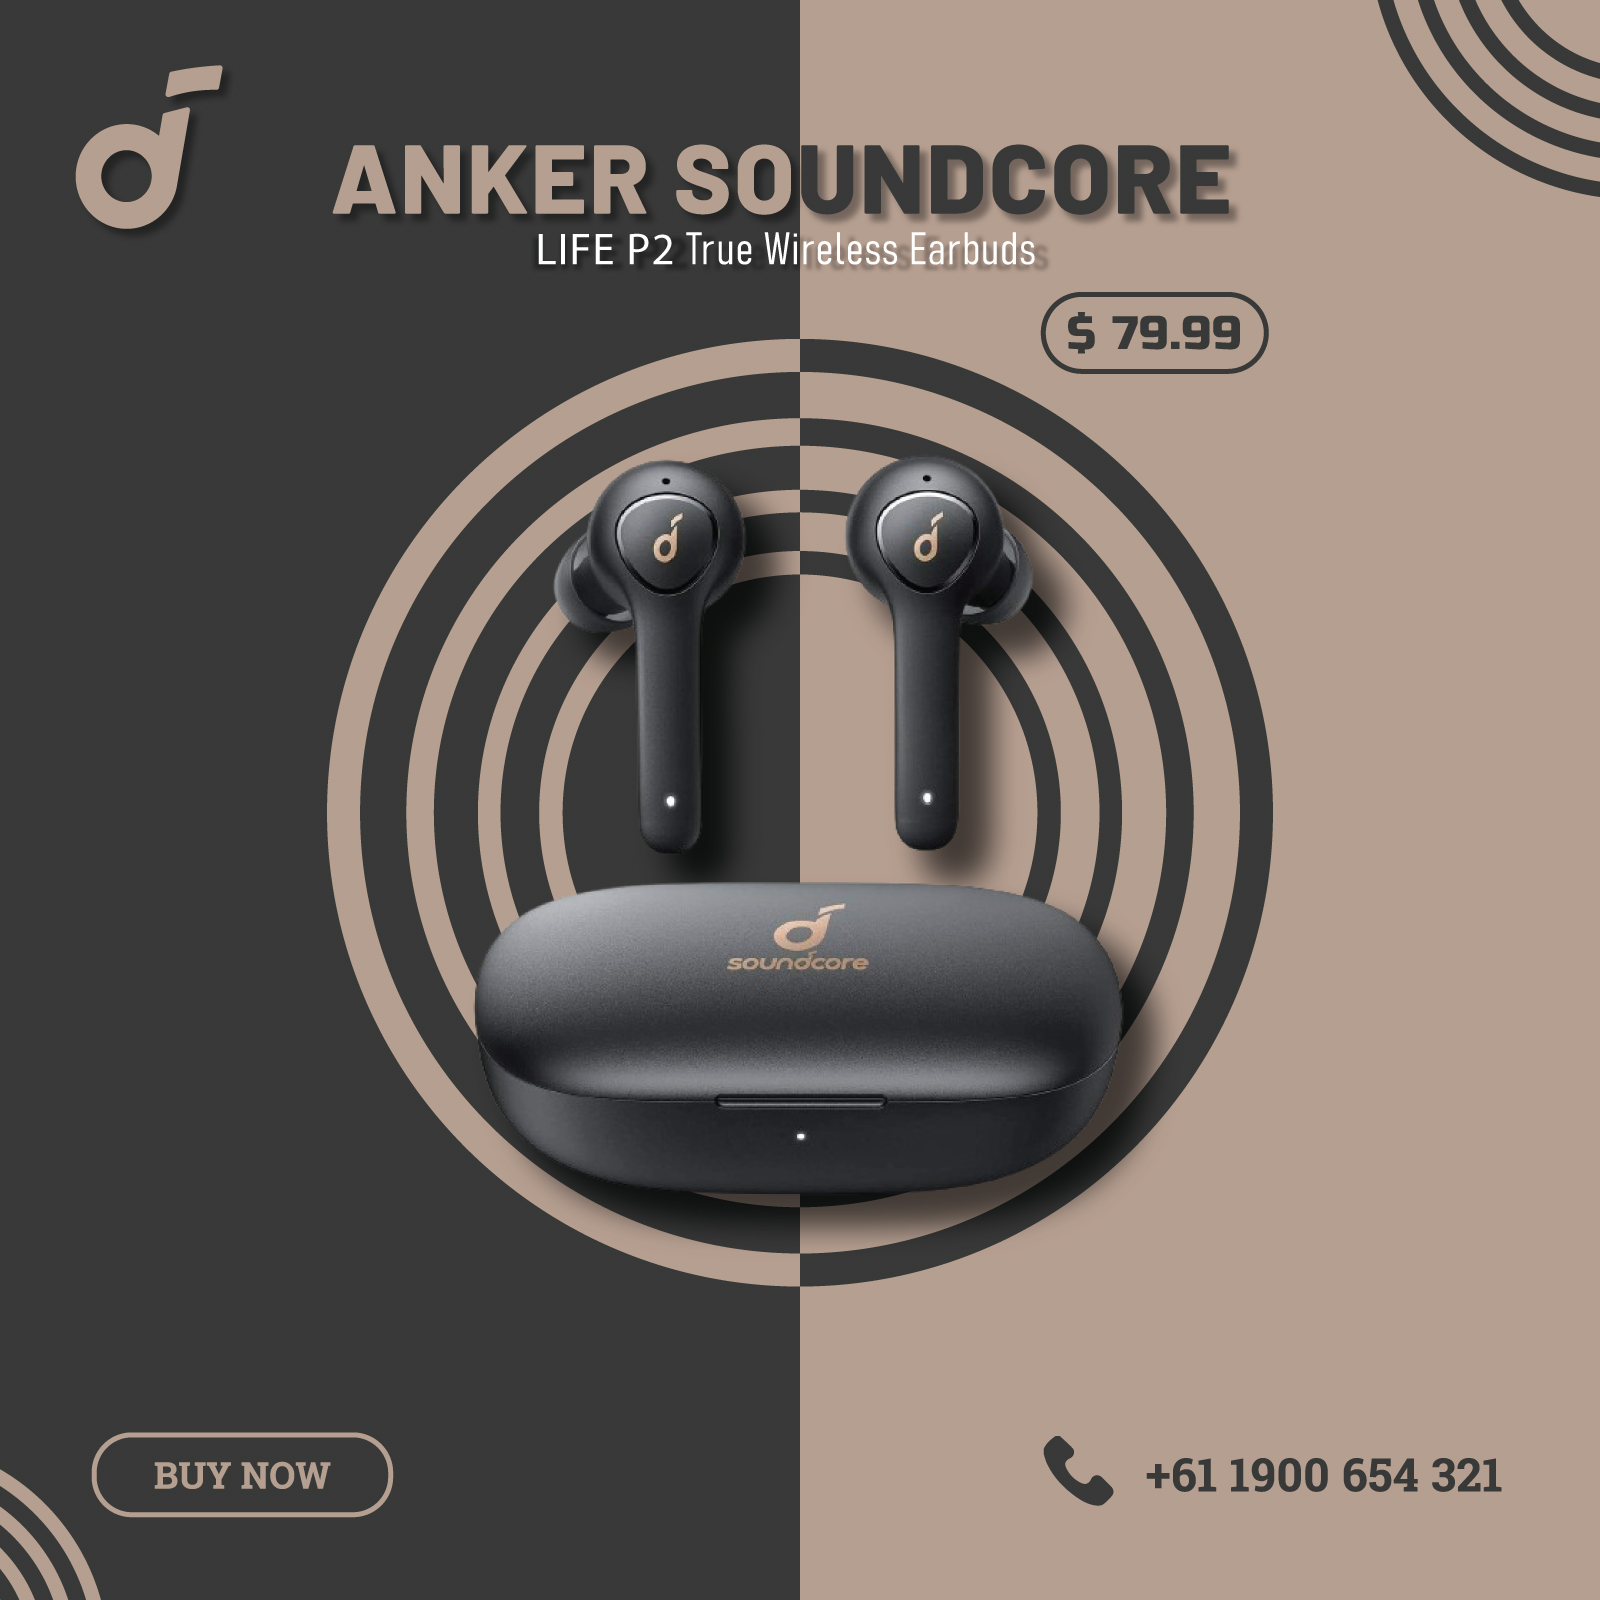 ANKER SOUNDCORE
LIFE P2 True Wireless Earbuds
$ 79.99
soundcore
BUY NOW
+61 1900 654 321